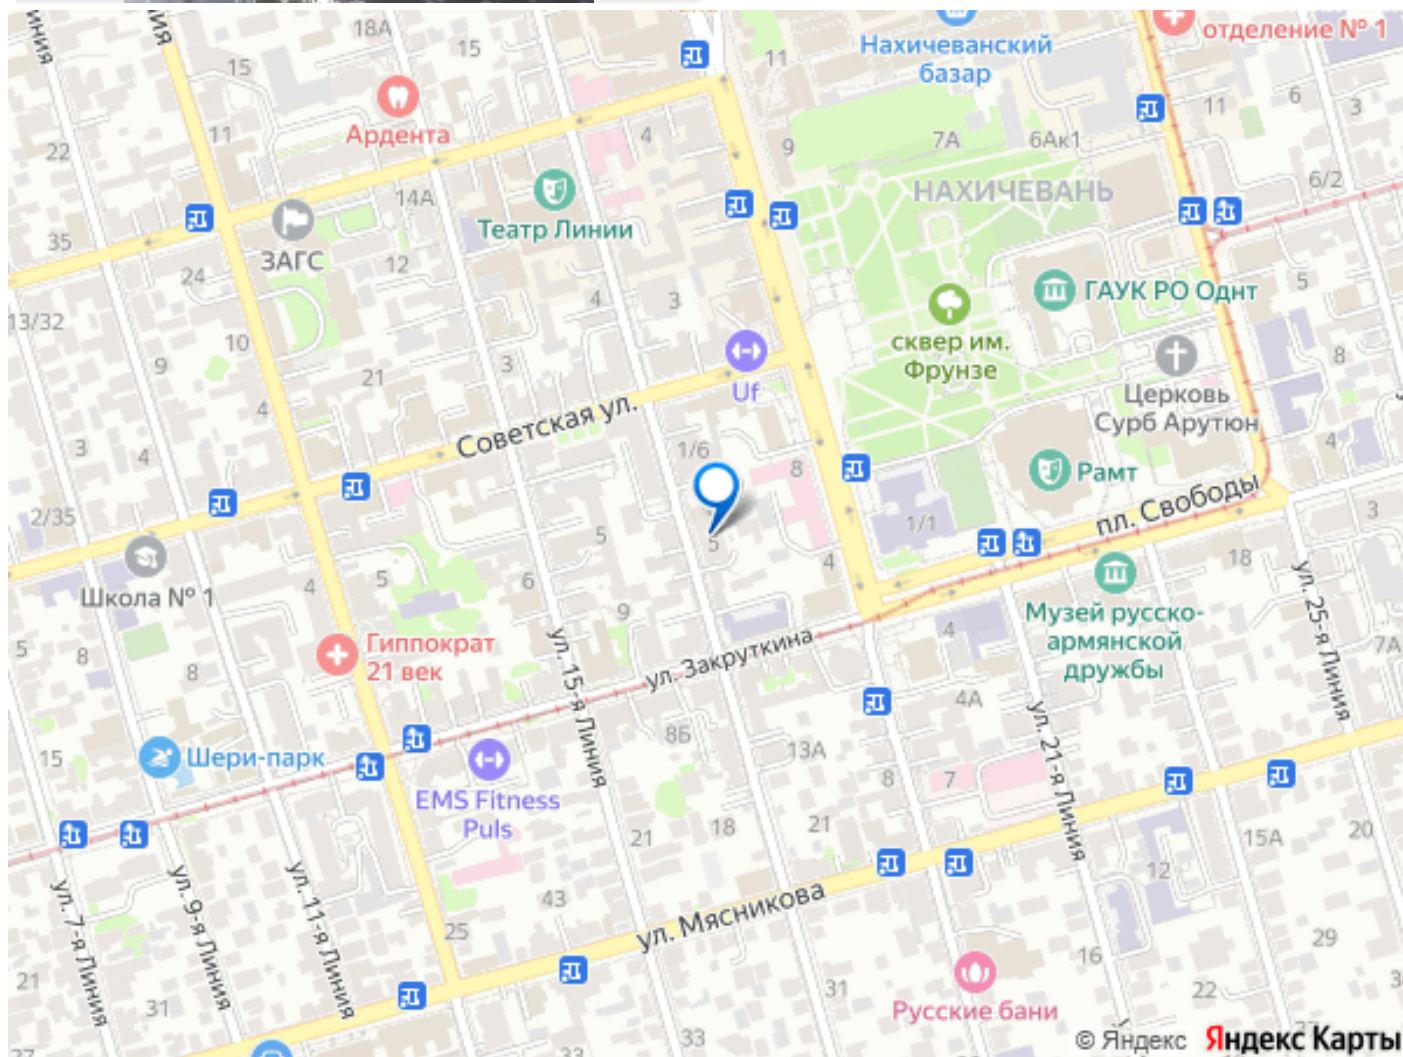 18А
15
15
отделение № 1
Нахичеванский
базар
11
Ардента
11
22
4
9
7А
6Ак1
11
6
3
14А
НАХИЧЕВАНЬ
6/2
Театр Линии
35
ЗАГС
12
24
4
3
ГАУК РО Однт
5
13/32
10
9
сквер им.
Фрунзе
8
21
3
Uf
Церковь
Сурб Арутюн
4
Советская ул.
3
4
1/6
8
4
Рамт
2/35
5
5
1/1
пл. Свободы
3
Школа № 1
4
5
6
4
18
9
Музей русско-
армянской
дружбы
ул. 25-я Линия
5
8
8
Гиппократ
21 век
ул. 15-я Линия
ул. Закруткина
4
7А
4А
ул. 21-я Линия
15
Шери-парк
8Б
13А
8
7
EMS Fitness
Puls
21
18
21
15А
20
12
ул. 7-я Линия
ул. 9-я Линия
ул. 11-я Линия
43
25
ул. Мясникова
29
16
21
31
31
22
Русские бани
33
33
© Яндекс Яндекс Карты